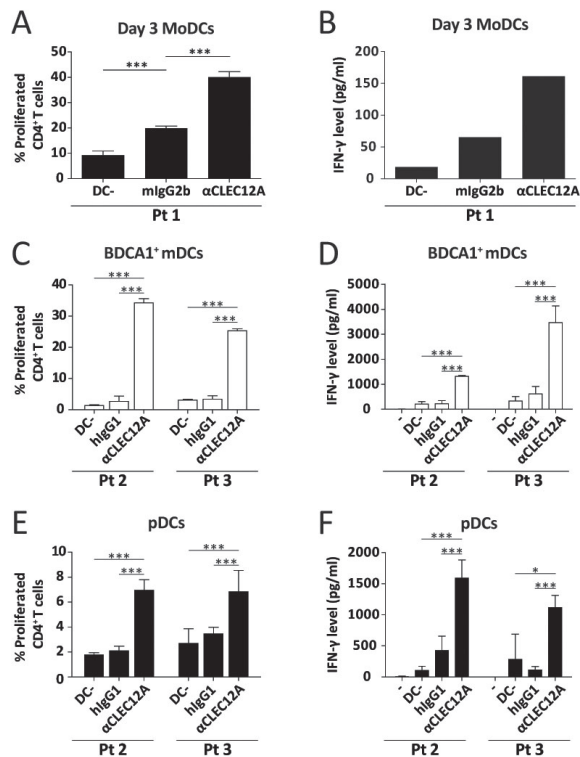 A
Day 3 MoDCs
% Proliferated
CD4⁺T cells
50
40
30
20
10
0
***
***
DC-
mIgG2b
αCLEC12A
Pt 1
B
IFN-γ level (pg/ml)
200
150
100
50
0
DC-
mIgG2b
αCLEC12A
Pt 1
C
BDCA1⁺ mDCs
% Proliferated
CD4⁺T cells
40
30
20
10
0
***
***
***
***
DC-
hIgG1
αCLEC12A
DC-
hIgG1
αCLEC12A
Pt 2
Pt 3
D
BDCA1⁺ mDCs
IFN-γ level (pg/ml)
5000
4000
3000
2000
1000
0
***
***
***
***
-
DC-
hIgG1
αCLEC12A
-
DC-
hIgG1
αCLEC12A
Pt 2
Pt 3
E
pDCs
% Proliferated
CD4⁺T cells
10
8
6
4
2
0
***
***
***
***
DC-
hIgG1
αCLEC12A
DC-
hIgG1
αCLEC12A
Pt 2
Pt 3
F
pDCs
IFN-γ level (pg/ml)
2000
1500
1000
500
0
***
***
*
***
-
DC-
hIgG1
αCLEC12A
-
DC-
hIgG1
αCLEC12A
Pt 2
Pt 3